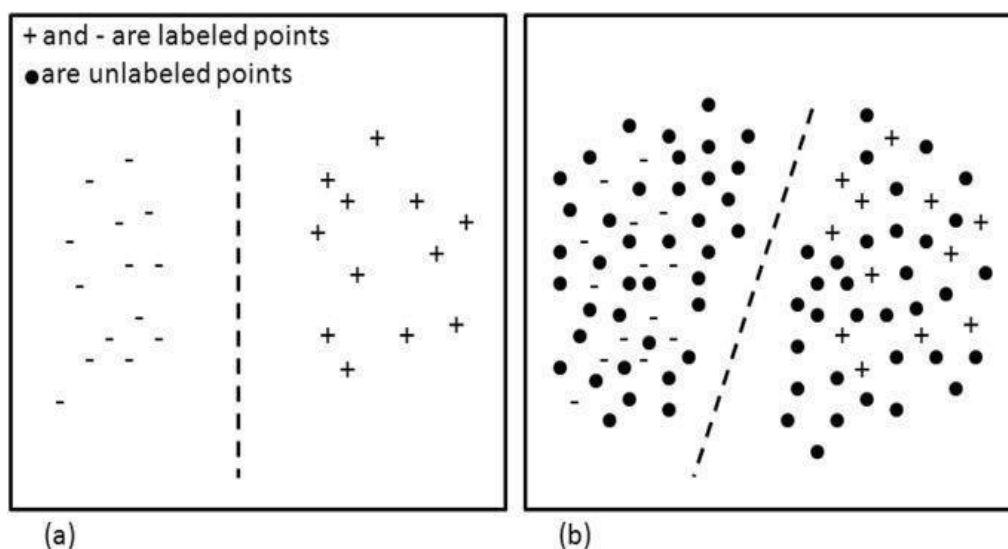 + and - are labeled points
●are unlabeled points
(a)
(b)